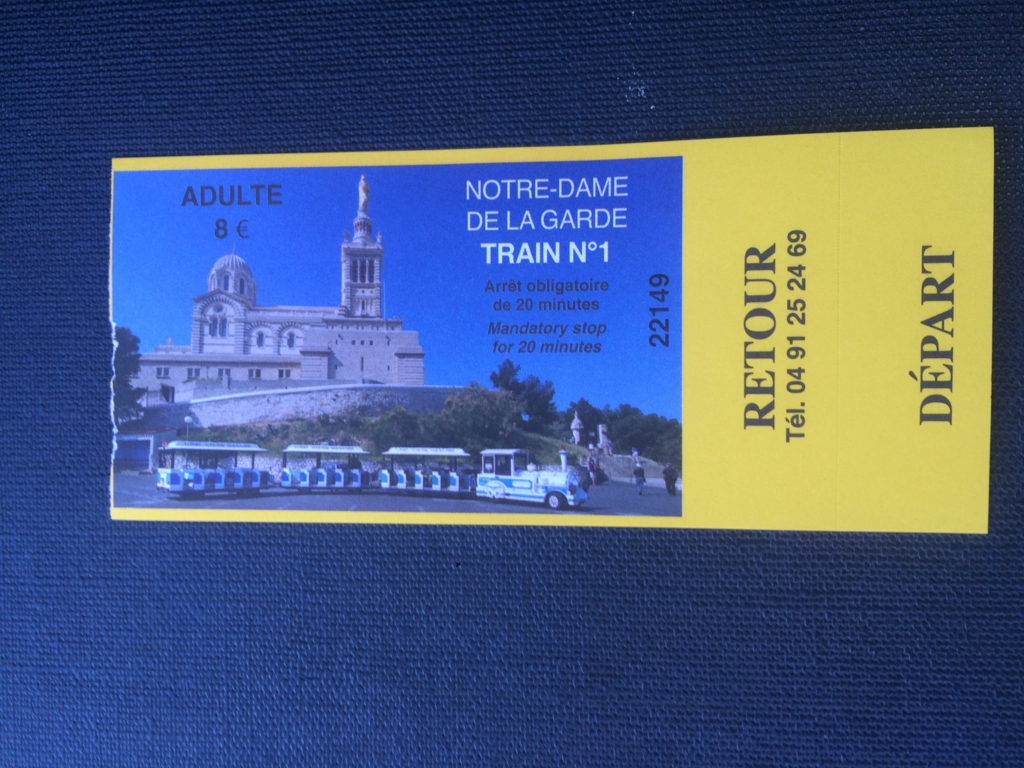 ADULTE
8 €
NOTRE-DAME
DE LA GARDE
TRAIN N°1
Arrêt obligatoire
de 20 minutes
Mandatory stop
for 20 minutes
22149
RETOUR
Tél. 04 91 25 24 69
DÉPART